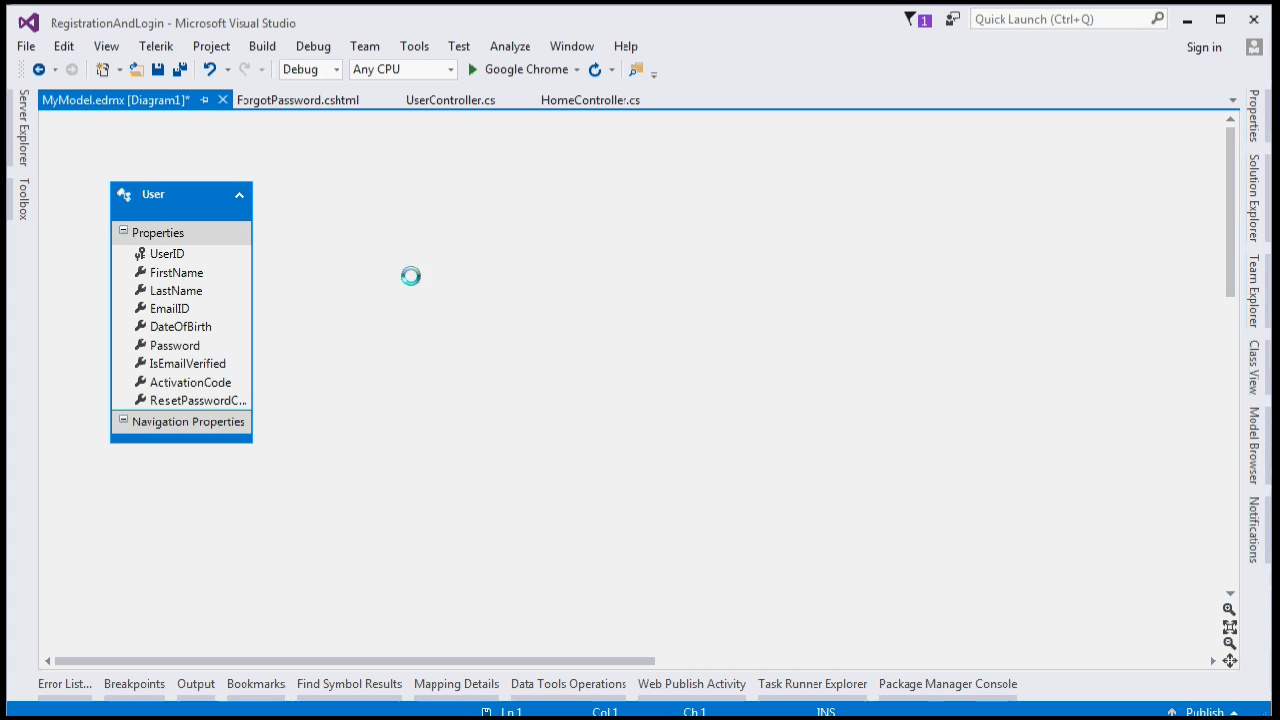 RegistrationAndLogin - Microsoft Visual Studio
1
Quick Launch (Ctrl+Q)
File Edit View Telerik Project Build Debug Team Tools Test Analyze Window Help
Sign in
Debug Any CPU Google Chrome
MyModel.edmx [Diagram1]* ForgotPassword.cshtml UserController.cs HomeController.cs
Server Explorer
Toolbox
User
Properties
UserID
FirstName
LastName
EmailID
DateOfBirth
Password
IsEmailVerified
ActivationCode
ResetPasswordC...
Navigation Properties
Properties
Solution Explorer
Team Explorer
Class View
Model Browser
Notifications
Error List... Breakpoints Output Bookmarks Find Symbol Results Mapping Details Data Tools Operations Web Publish Activity Task Runner Explorer Package Manager Console
Ln 1 Col 1 Ch 1 INS Publish